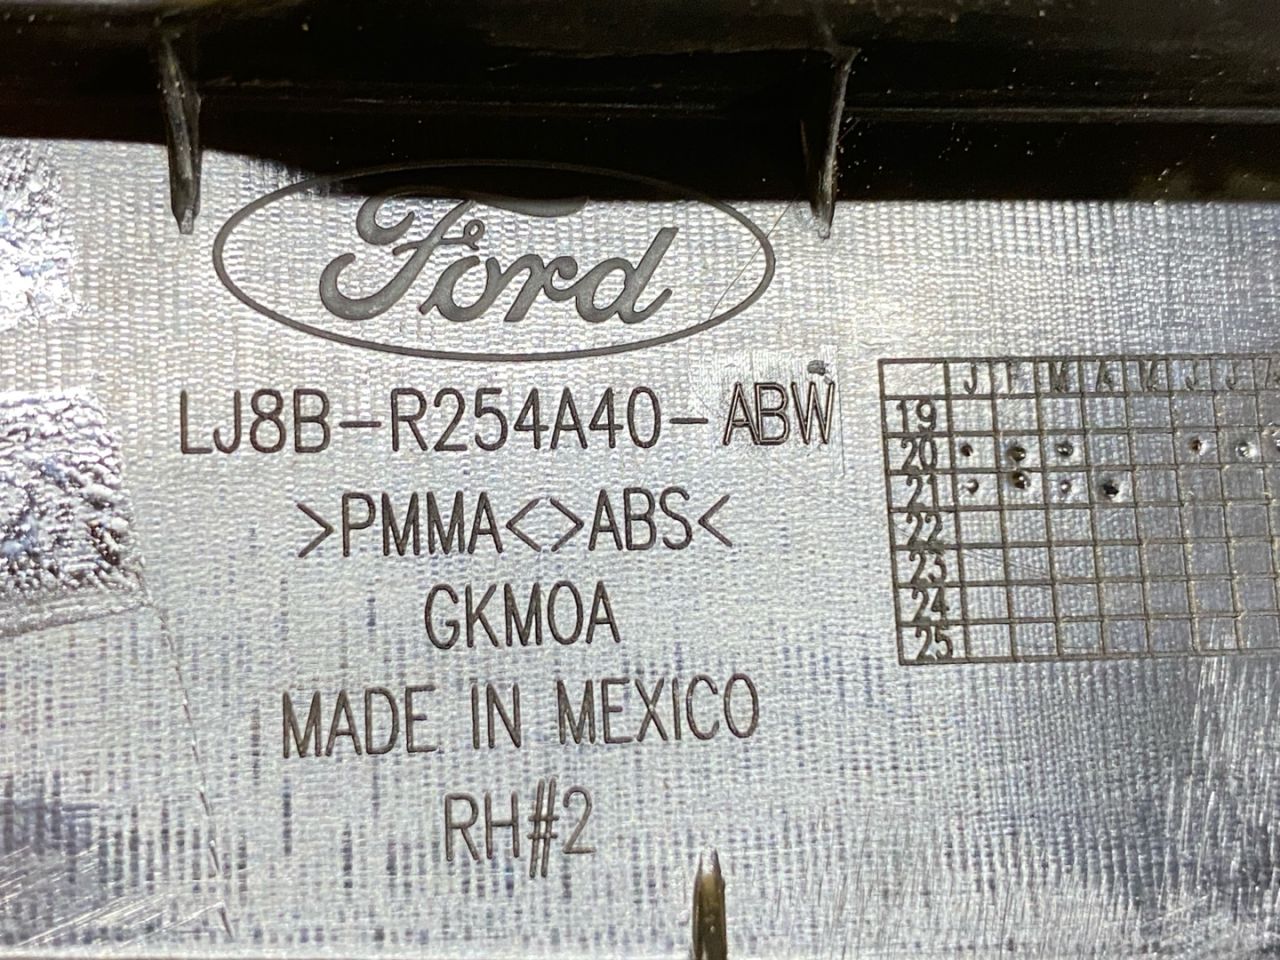 Ford
LJ8B-R254A40-ABW
>PMMA<>ABS<
GKMOA
MADE IN MEXICO
RH#2
J F M A M J J
19
20
21
22
23
24
25